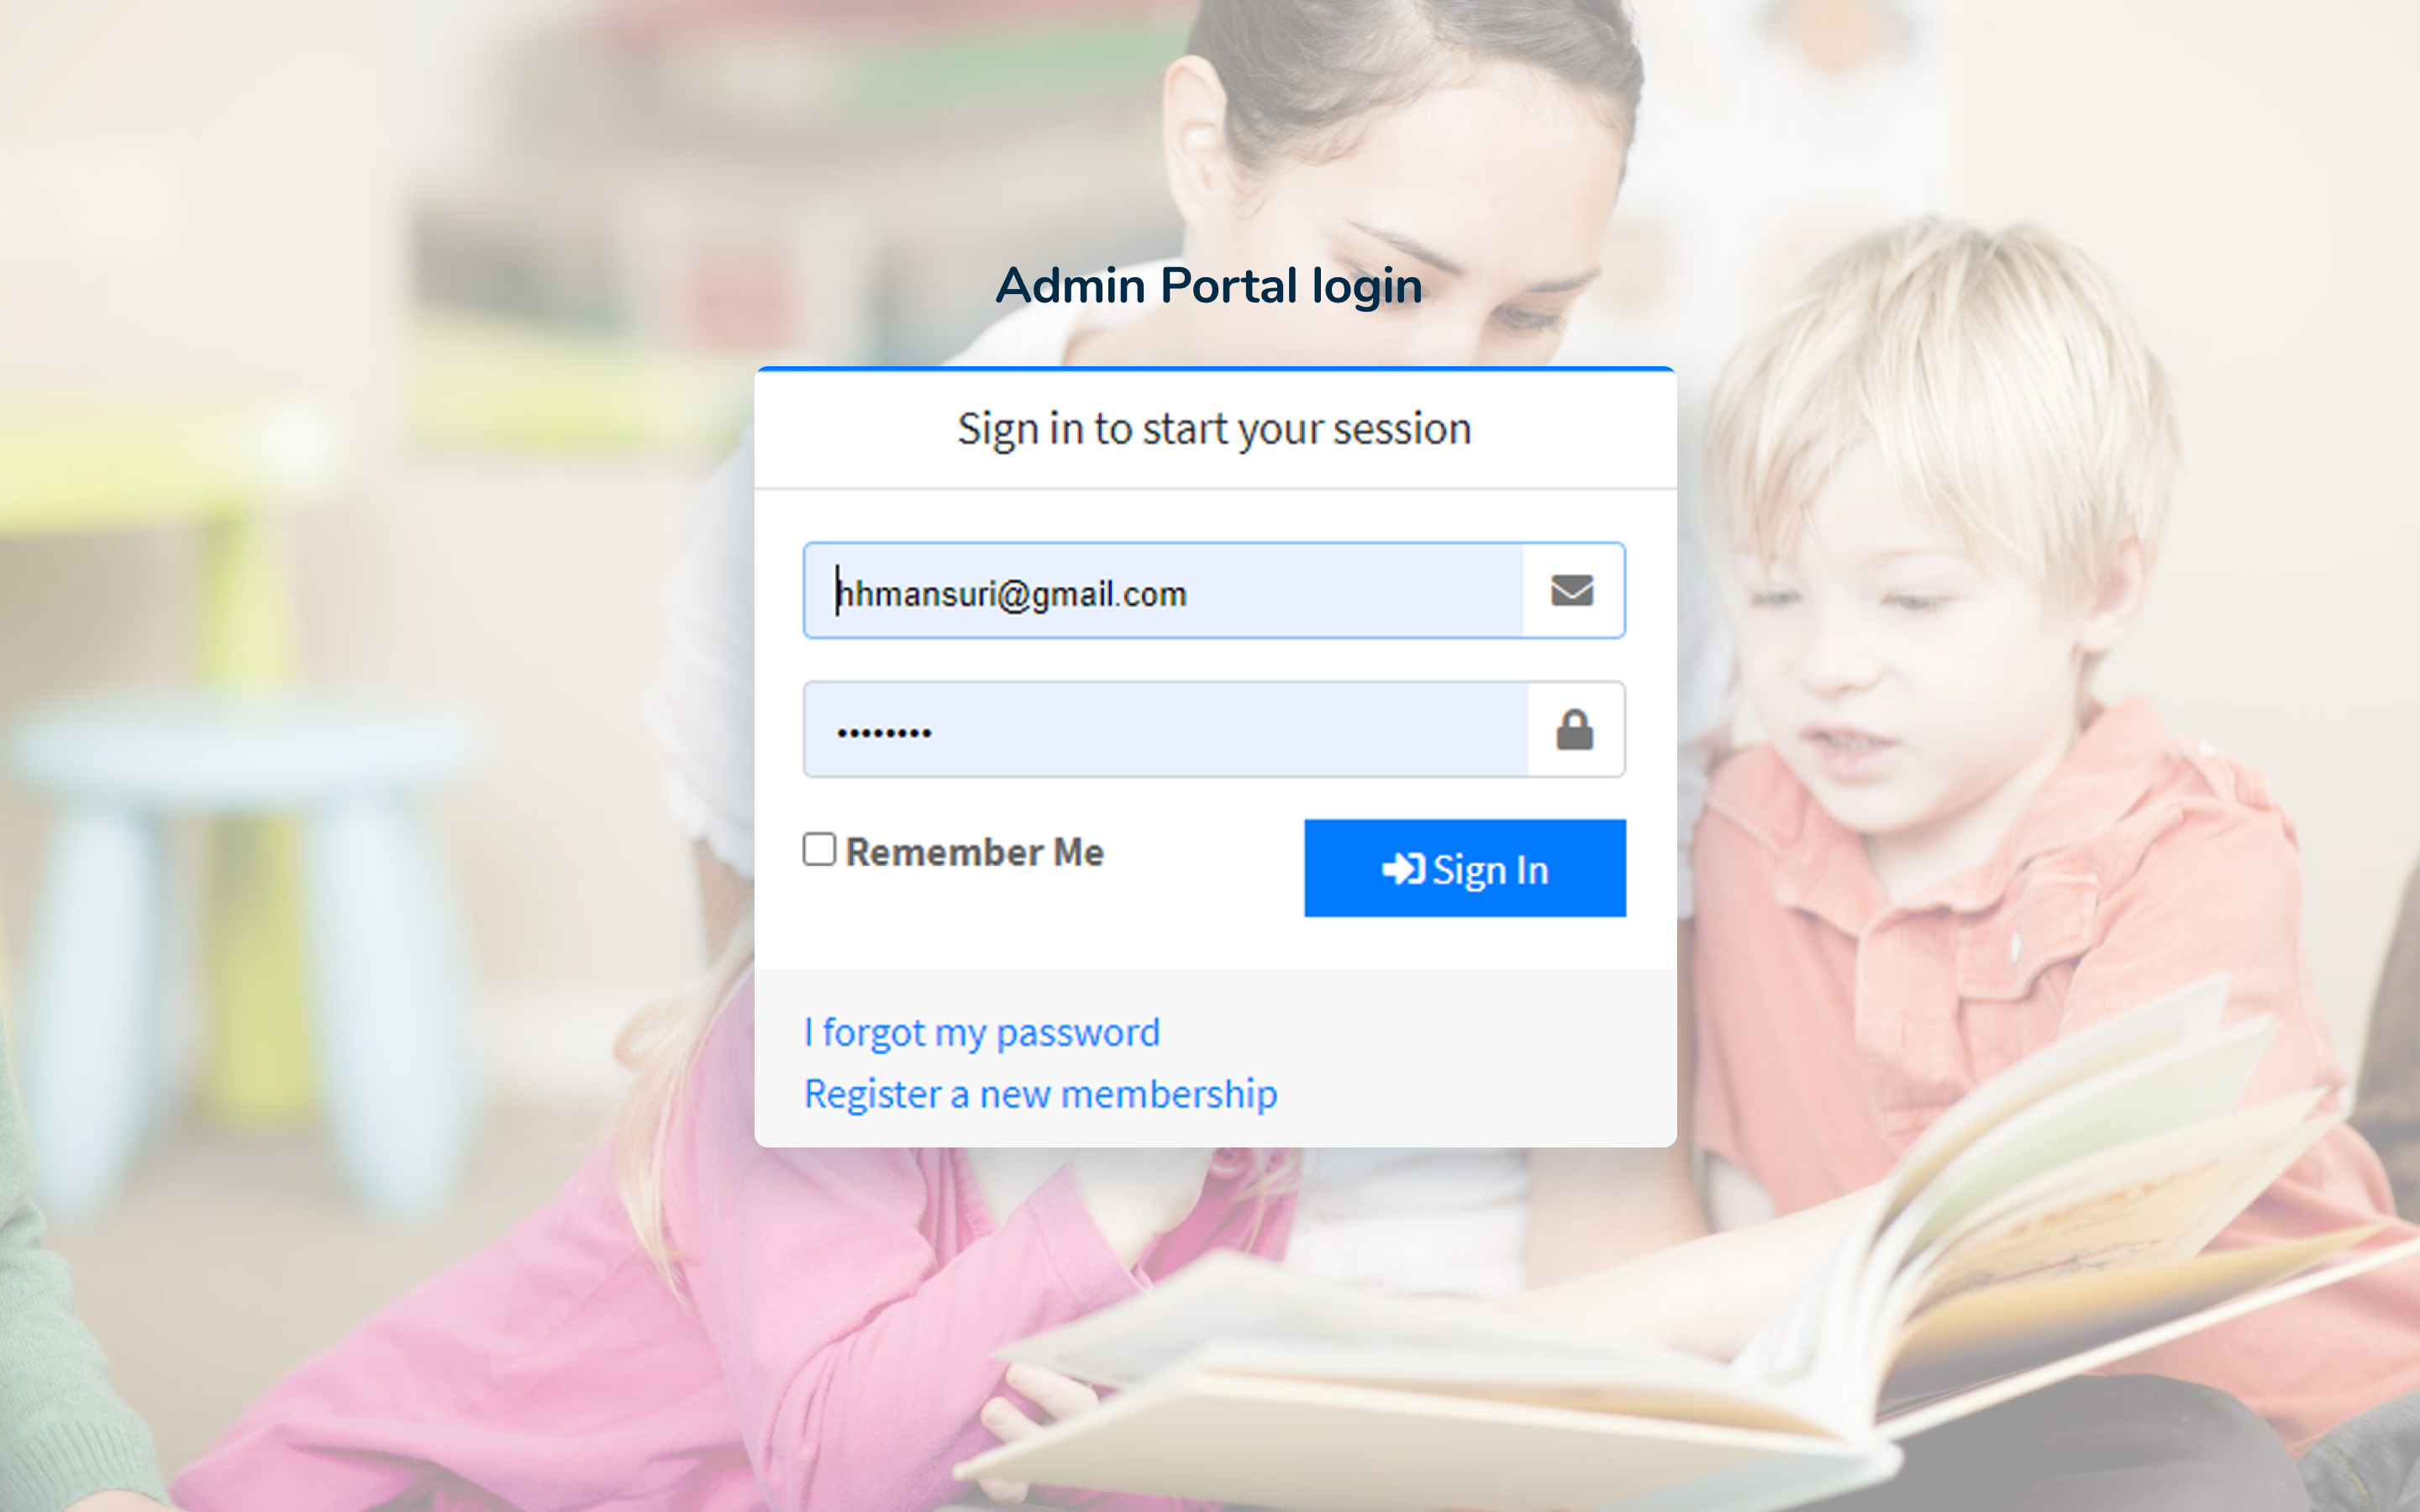 Admin Portal login
Sign in to start your session
hhmansuri@gmail.com
••••••••
Remember Me
Sign In
I forgot my password
Register a new membership